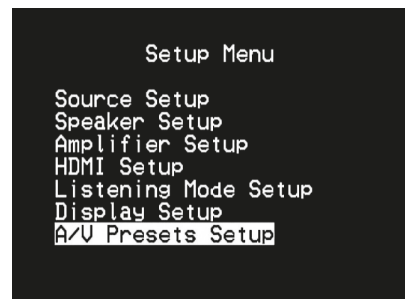 Setup Menu
Source Setup
Speaker Setup
Amplifier Setup
HDMI Setup
Listening Mode Setup
Display Setup
A/V Presets Setup